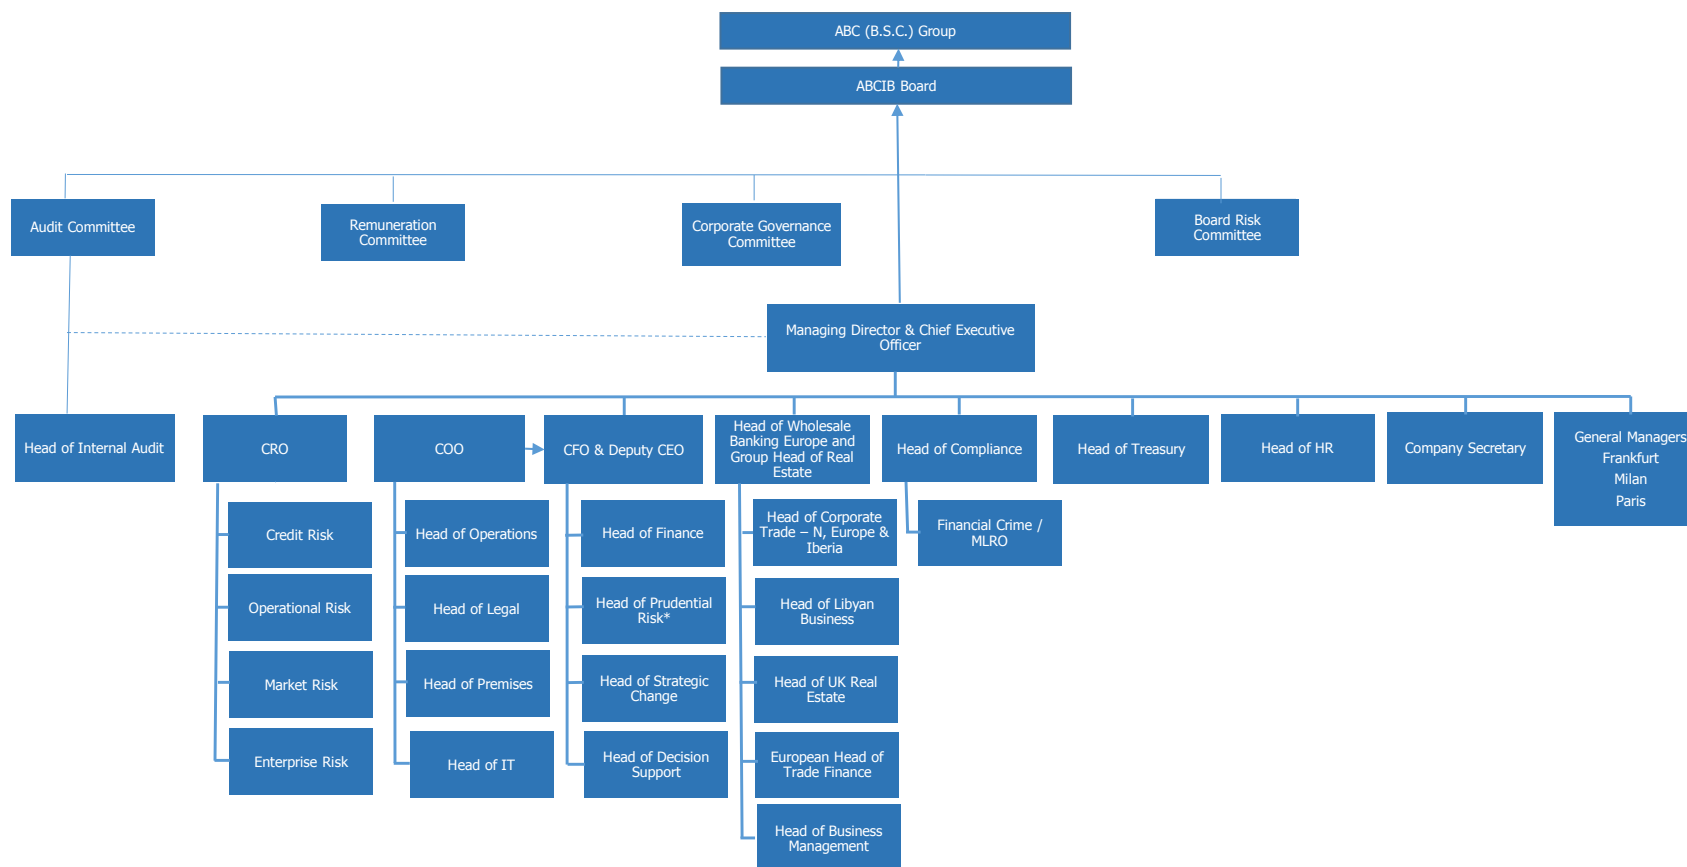 ABC (B.S.C.) Group
ABCIB Board
Audit Committee
Remuneration
Committee
Corporate Governance
Committee
Board Risk
Committee
Managing Director & Chief Executive
Officer
Head of Internal Audit
CRO
COO
CFO & Deputy CEO
Head of Wholesale
Banking Europe and
Group Head of Real
Estate
Head of Compliance
Head of Treasury
Head of HR
Company Secretary
General Managers
Frankfurt
Milan
Paris
Credit Risk
Operational Risk
Market Risk
Enterprise Risk
Head of Operations
Head of Legal
Head of Premises
Head of IT
Head of Finance
Head of Prudential
Risk*
Head of Strategic
Change
Head of Decision
Support
Head of Corporate
Trade – N, Europe &
Iberia
Head of Libyan
Business
Head of UK Real
Estate
European Head of
Trade Finance
Head of Business
Management
Financial Crime /
MLRO